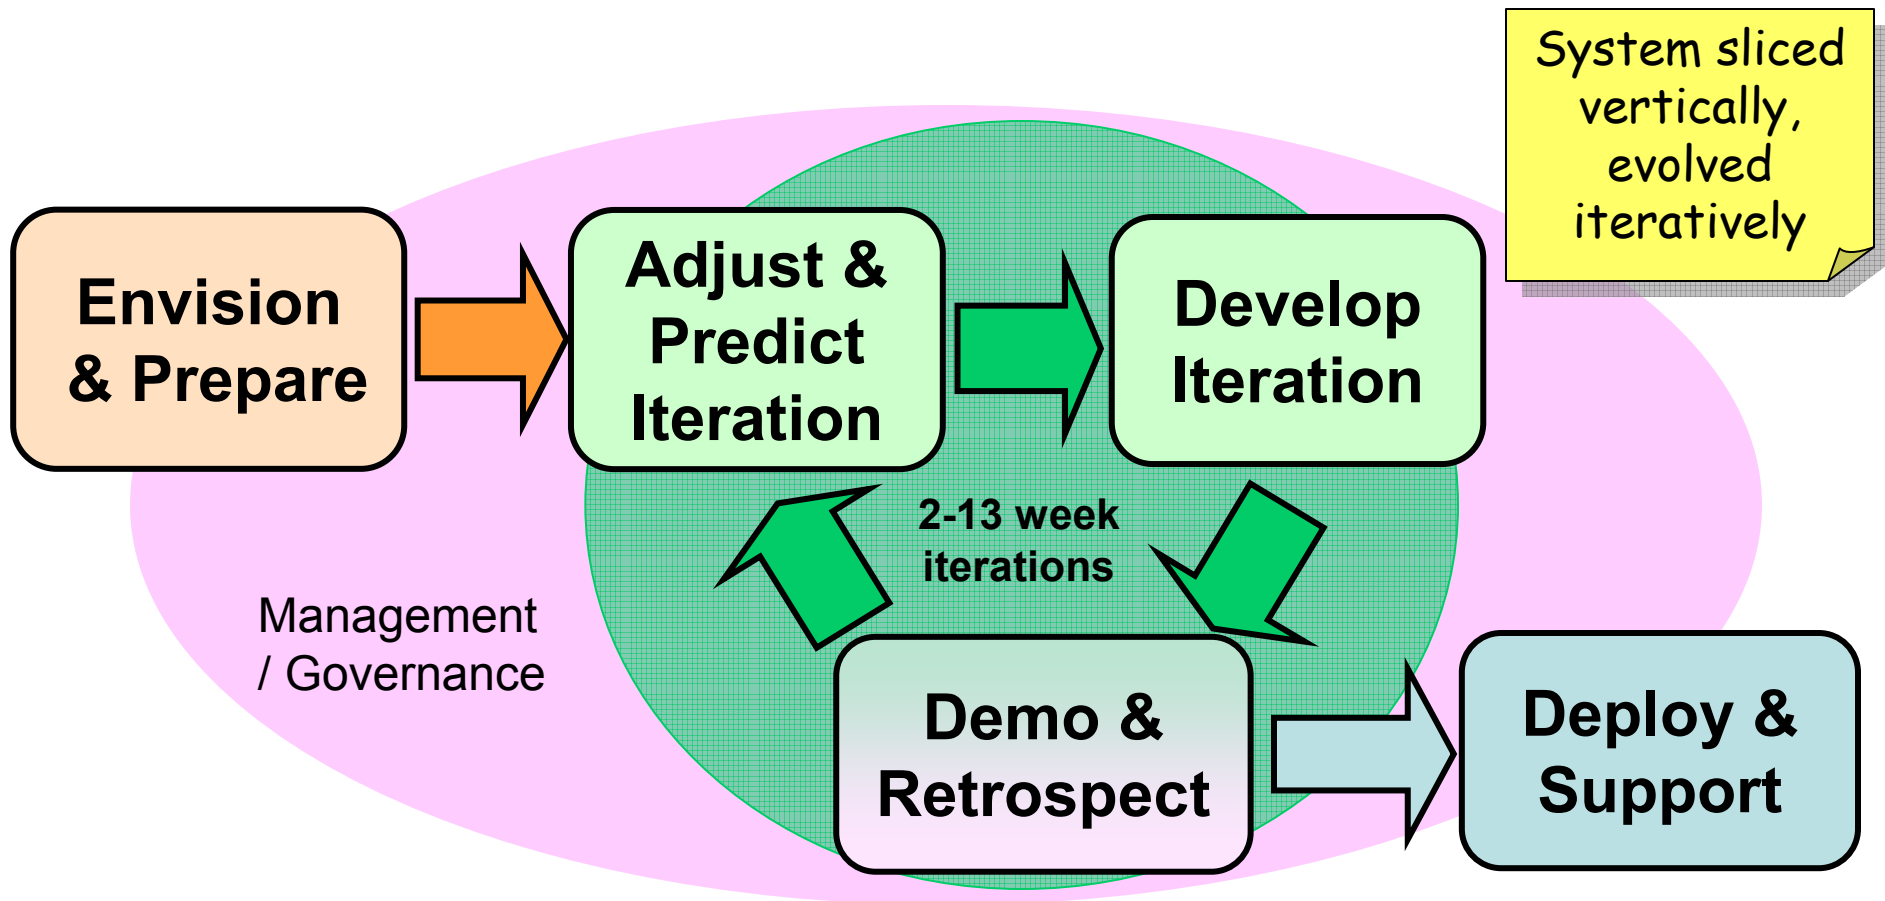 System sliced
vertically,
evolved
iteratively
Envision
& Prepare
Adjust &
Predict
Iteration
Develop
Iteration
2-13 week
iterations
Management
/ Governance
Demo &
Retrospect
Deploy &
Support